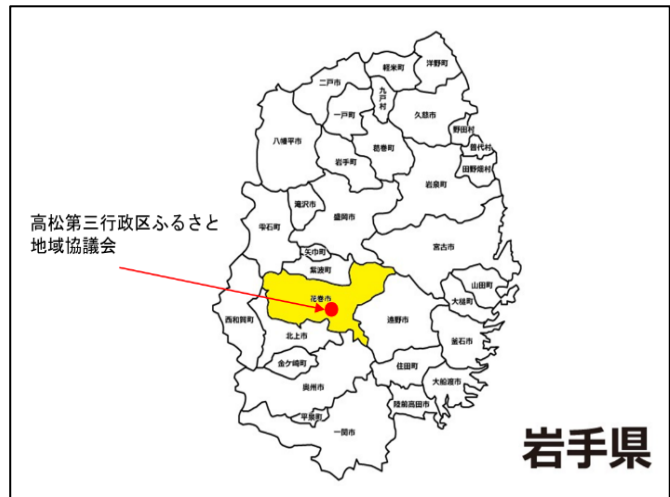 洋野町
軽米町
二戸市
九戸村
一戸町
久慈市
野田村
八幡平市
葛巻町
普代村
岩手町
田野畑村
岩泉町
滝沢市
盛岡市
高松第三行政区ふるさと
地域協議会
雫石町
宮古市
矢巾町
紫波町
山田町
花巻市
大槌町
遠野市
西和賀町
釜石市
北上市
金ケ崎町
住田町
大船渡市
奥州市
陸前高田市
平泉町
一関市
岩手県